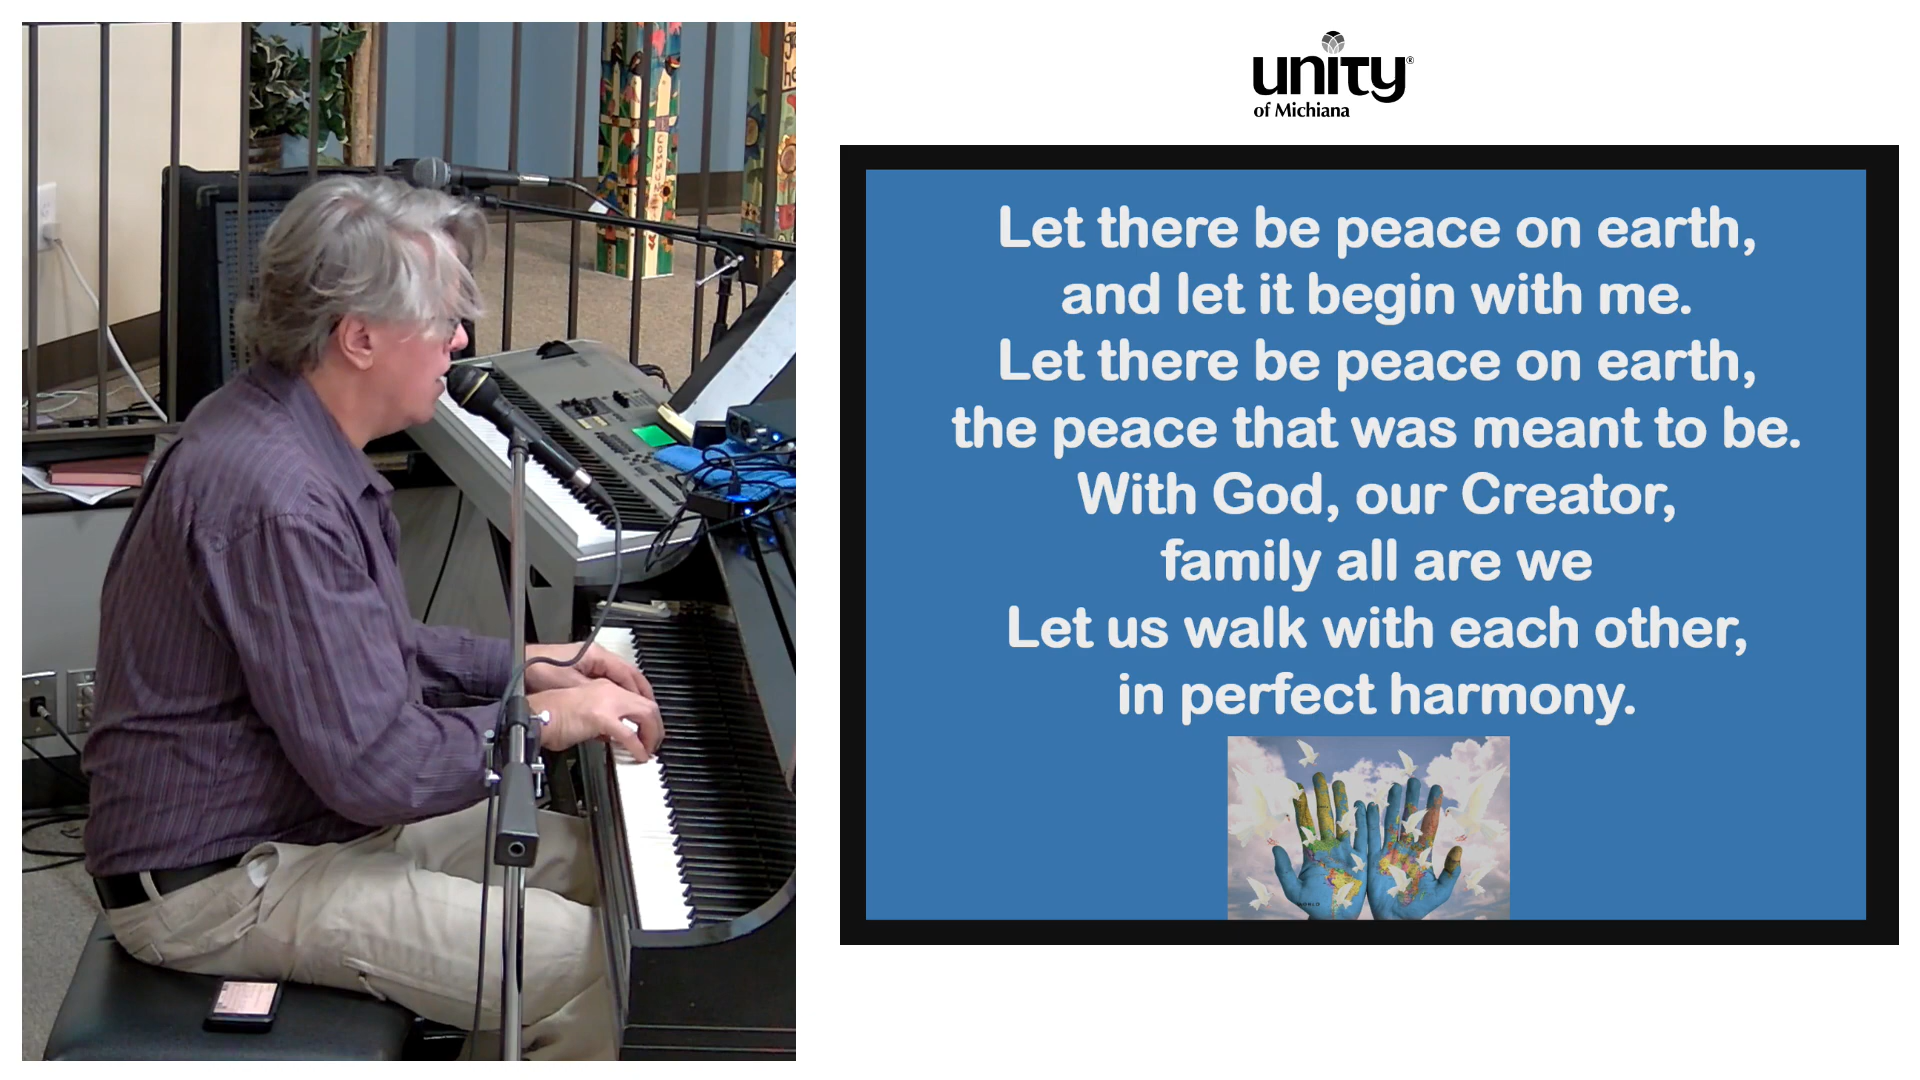 unity®
of Michiana
Let there be peace on earth,
and let it begin with me.
Let there be peace on earth,
the peace that was meant to be.
With God, our Creator,
family all are we
Let us walk with each other,
in perfect harmony.
WORLD